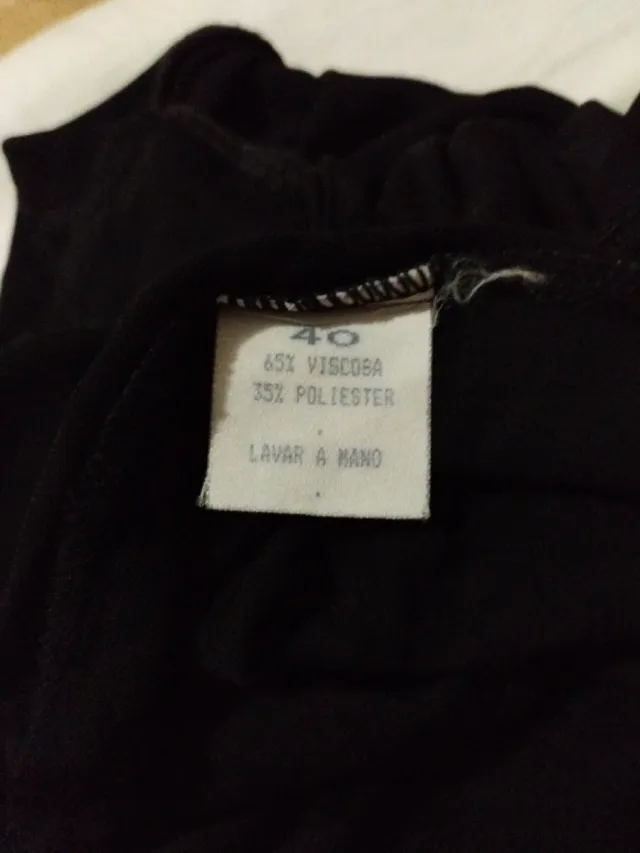 40
65% VISCOSA
35% POLIESTER
.
LAVAR A MANO
.